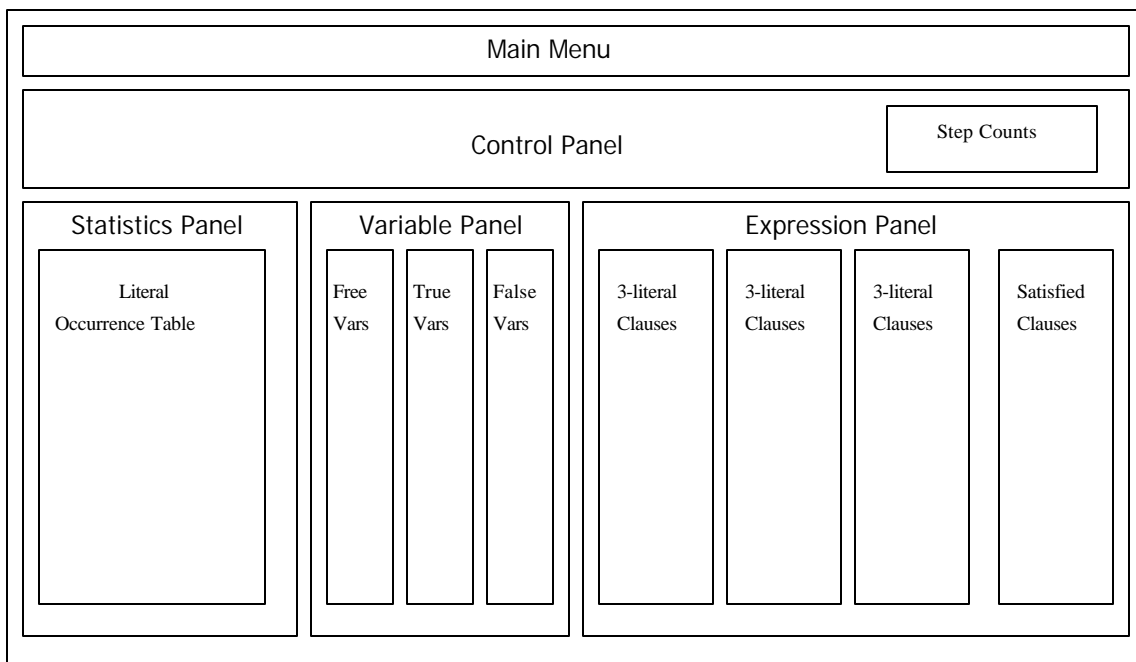 Main Menu
Control Panel
Step Counts
Statistics Panel
Literal
Occurrence Table
Variable Panel
Free
Vars
True
Vars
False
Vars
Expression Panel
3-literal
Clauses
3-literal
Clauses
3-literal
Clauses
Satisfied
Clauses